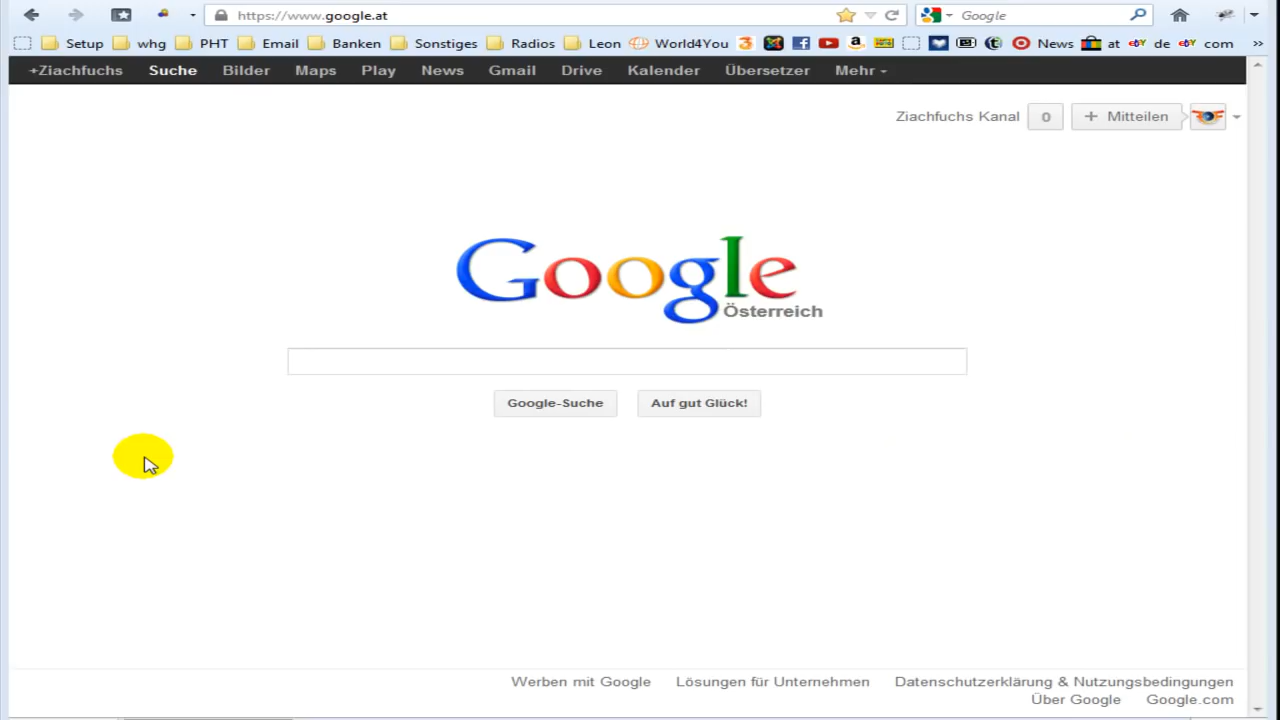 https://www.google.at
Google
Setup whg PHT Email Banken Sonstiges Radios Leon World4You News at de com »
+Ziachfuchs Suche Bilder Maps Play News Gmail Drive Kalender Übersetzer Mehr
Ziachfuchs Kanal 0 + Mitteilen
Google
Österreich
Google-Suche Auf gut Glück!
Werben mit Google Lösungen für Unternehmen Datenschutzerklärung & Nutzungsbedingungen
Über Google Google.com